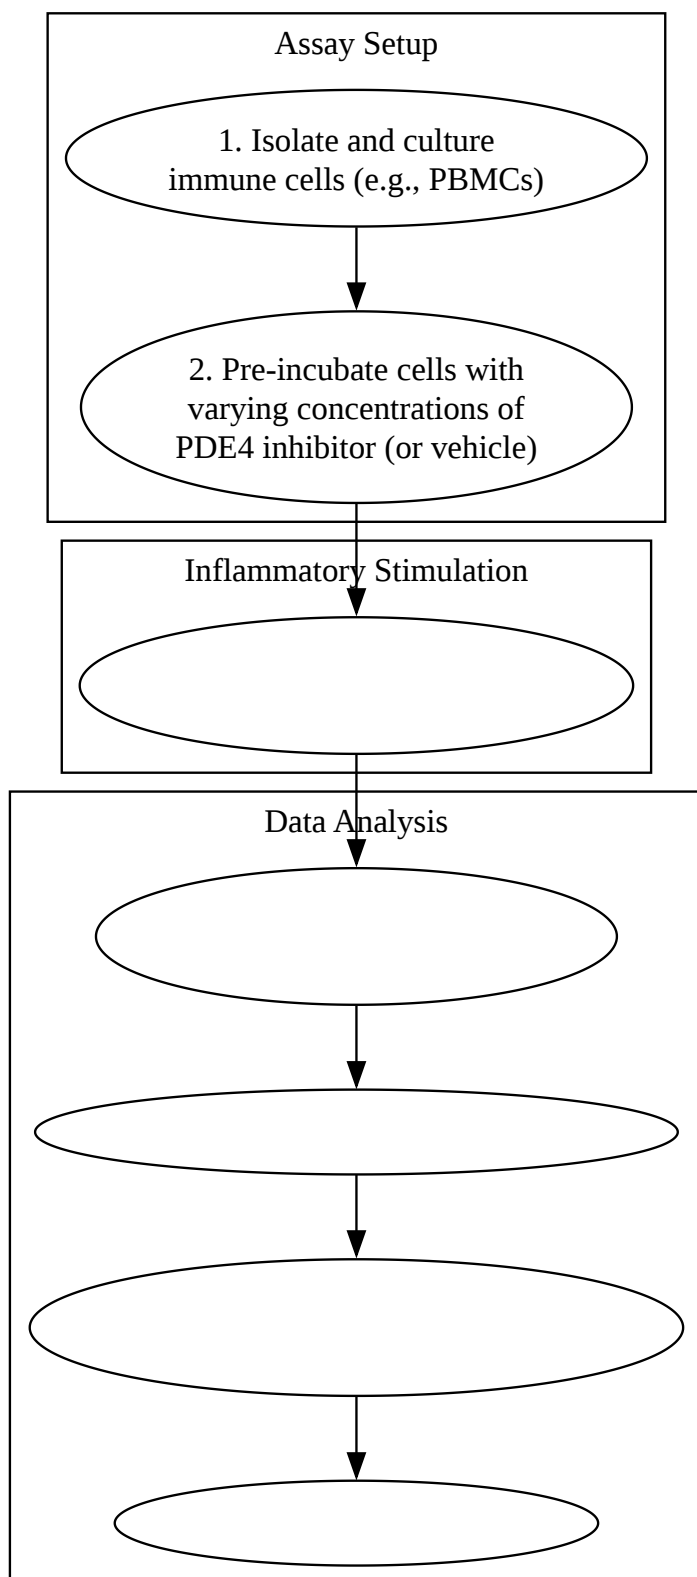 Assay Setup
1. Isolate and culture
immune cells (e.g., PBMCs)
2. Pre-incubate cells with
varying concentrations of
PDE4 inhibitor (or vehicle)
Inflammatory Stimulation
Data Analysis